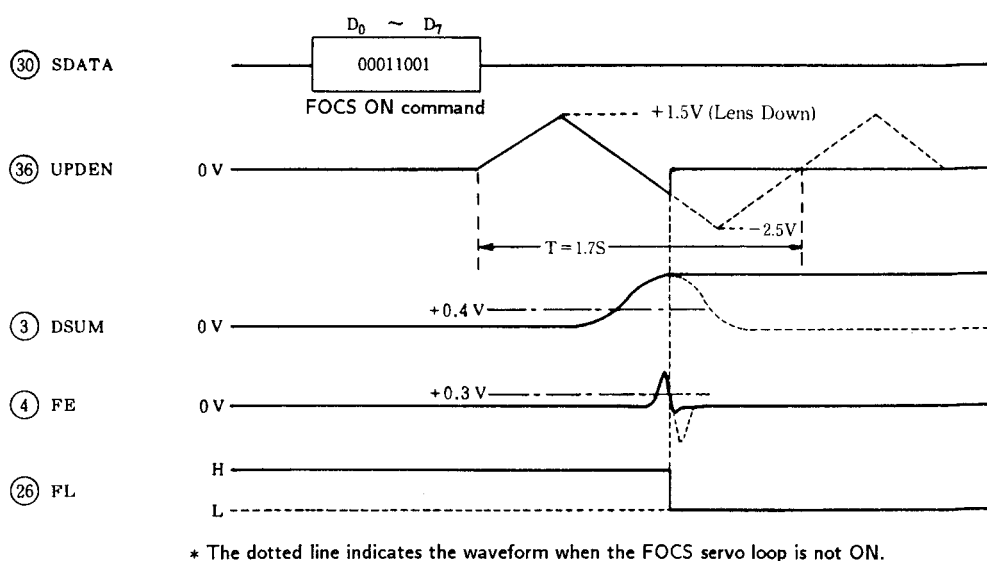 D₀ ~ D₇
30 SDATA
00011001
FOCS ON command
+1.5V (Lens Down)
36 UPDEN
0 V
-2.5V
T=1.7S
+0.4 V
3 DSUM
0 V
+0.3 V
4 FE
0 V
H
26 FL
L
* The dotted line indicates the waveform when the FOCS servo loop is not ON.